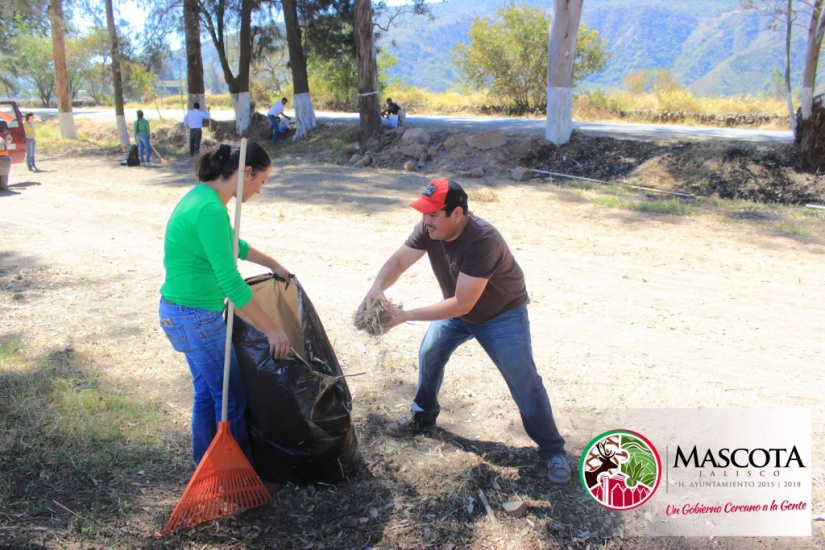 MASCOTA
JALISCO
H. AYUNTAMIENTO 2015 | 2018
Un Gobierno Cercano a la Gente